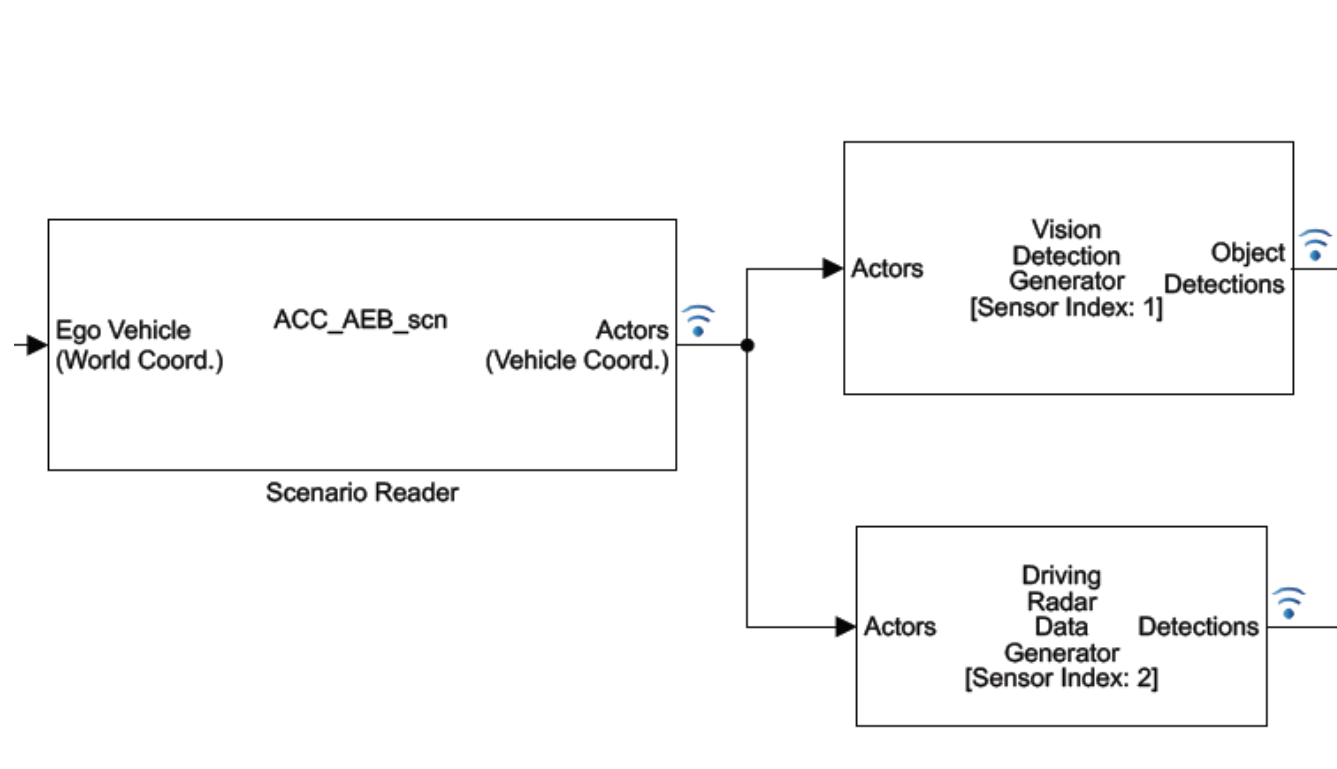 Ego Vehicle
(World Coord.)
ACC_AEB_scn
Actors
(Vehicle Coord.)
Scenario Reader
Actors
Vision
Detection
Generator
[Sensor Index: 1]
Object
Detections
Actors
Driving
Radar
Data
Generator
[Sensor Index: 2]
Detections